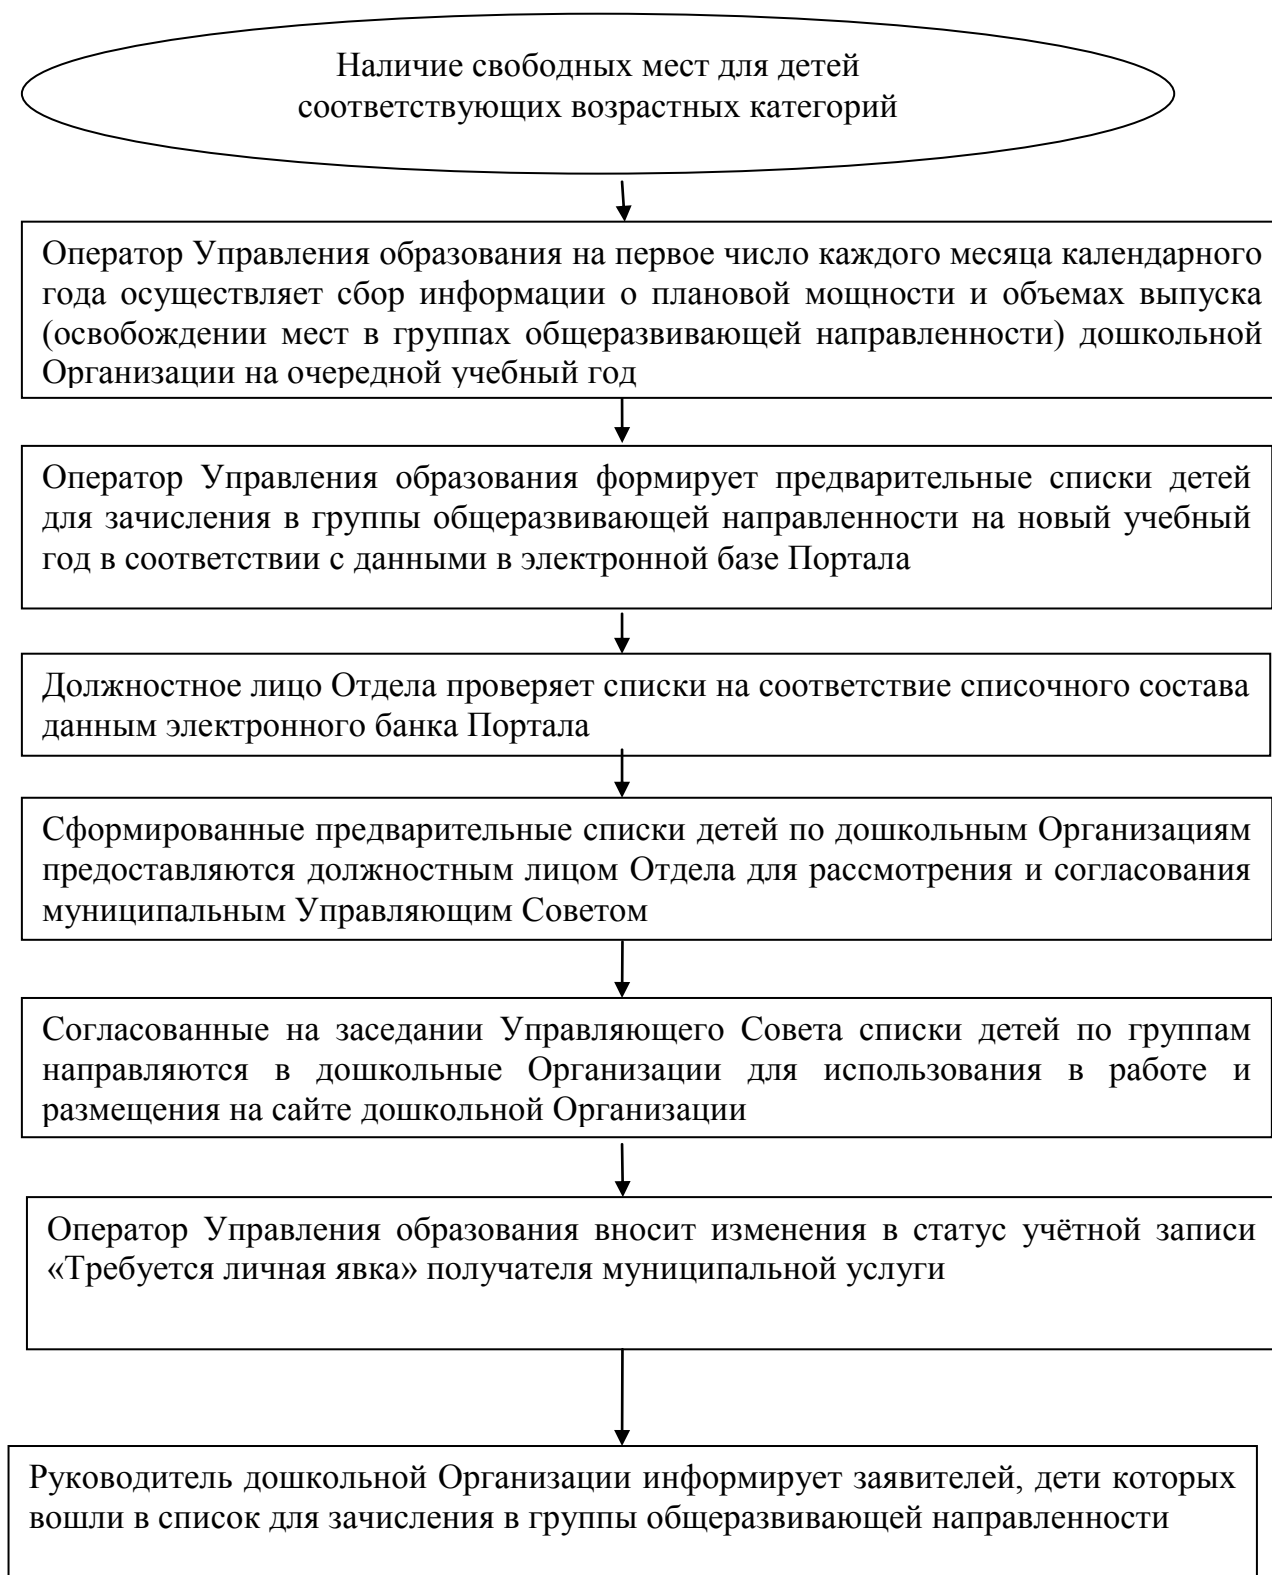 Наличие свободных мест для детей
соответствующих возрастных категорий
Оператор Управления образования на первое число каждого месяца календарного
года осуществляет сбор информации о плановой мощности и объемах выпуска
(освобождении мест в группах общеразвивающей направленности) дошкольной
Организации на очередной учебный год
Оператор Управления образования формирует предварительные списки детей
для зачисления в группы общеразвивающей направленности на новый учебный
год в соответствии с данными в электронной базе Портала
Должностное лицо Отдела проверяет списки на соответствие списочного состава
данным электронного банка Портала
Сформированные предварительные списки детей по дошкольным Организациям
предоставляются должностным лицом Отдела для рассмотрения и согласования
муниципальным Управляющим Советом
Согласованные на заседании Управляющего Совета списки детей по группам
направляются в дошкольные Организации для использования в работе и
размещения на сайте дошкольной Организации
Оператор Управления образования вносит изменения в статус учётной записи
«Требуется личная явка» получателя муниципальной услуги
Руководитель дошкольной Организации информирует заявителей, дети которых
вошли в список для зачисления в группы общеразвивающей направленности